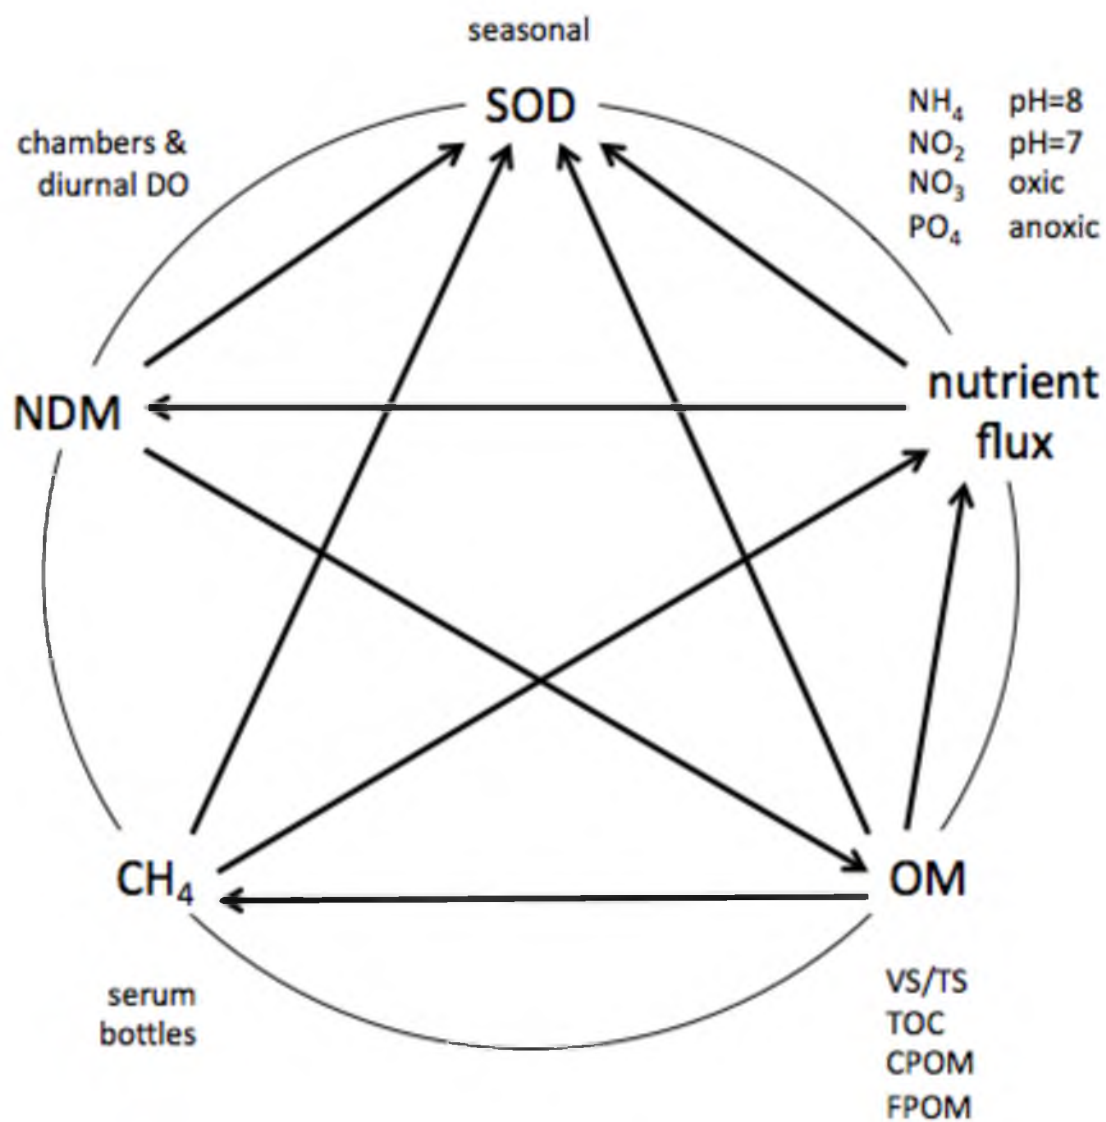 seasonal
SOD
chambers &
diurnal DO
NH₄ pH=8
NO₂ pH=7
NO₃ oxic
PO₄ anoxic
NDM
nutrient
flux
CH₄
OM
serum
bottles
VS/TS
TOC
CPOM
FPOM